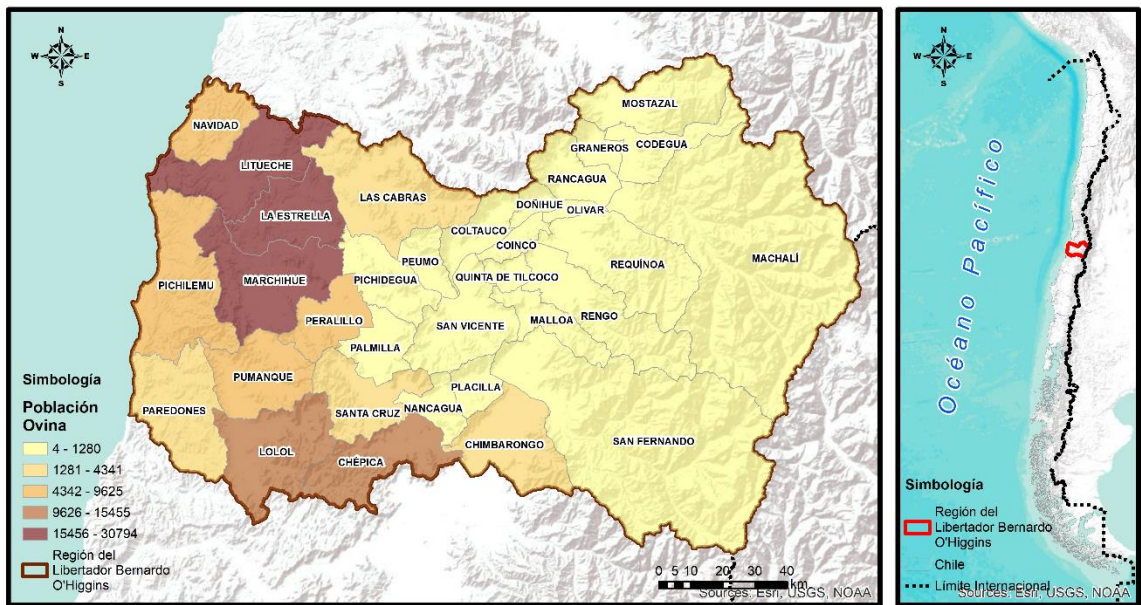 N
W E
S
MOSTAZAL
NAVIDAD
GRANEROS
CODEGUA
LITUECHE
RANCAGUA
LAS CABRAS
DOÑIHUE
OLIVAR
LA ESTRELLA
COLTAUCO
COINCO
PEUMO
REQUÍNOA
MACHALÍ
MARCHIHUE
PICHIDEGUA
QUINTA DE TILCOCO
PICHILEMU
PERALILLO
SAN VICENTE
MALLOA
RENGO
PALMILLA
PUMANQUE
PLACILLA
PAREDONES
SANTA CRUZ
NANCAGUA
CHIMBARONGO
SAN FERNANDO
LOLOL
CHÉPICA
Simbología
Población
Ovina
4 - 1280
1281 - 4341
4342 - 9625
9626 - 15455
15456 - 30794
Región del
Libertador Bernardo
O'Higgins
0 5 10 20 30 40
km
Sources: Esri, USGS, NOAA
N
W E
S
Océano Pacífico
Simbología
Región del
Libertador Bernardo
O'Higgins
Chile
Límite Internacional
Sources: Esri, USGS, NOAA